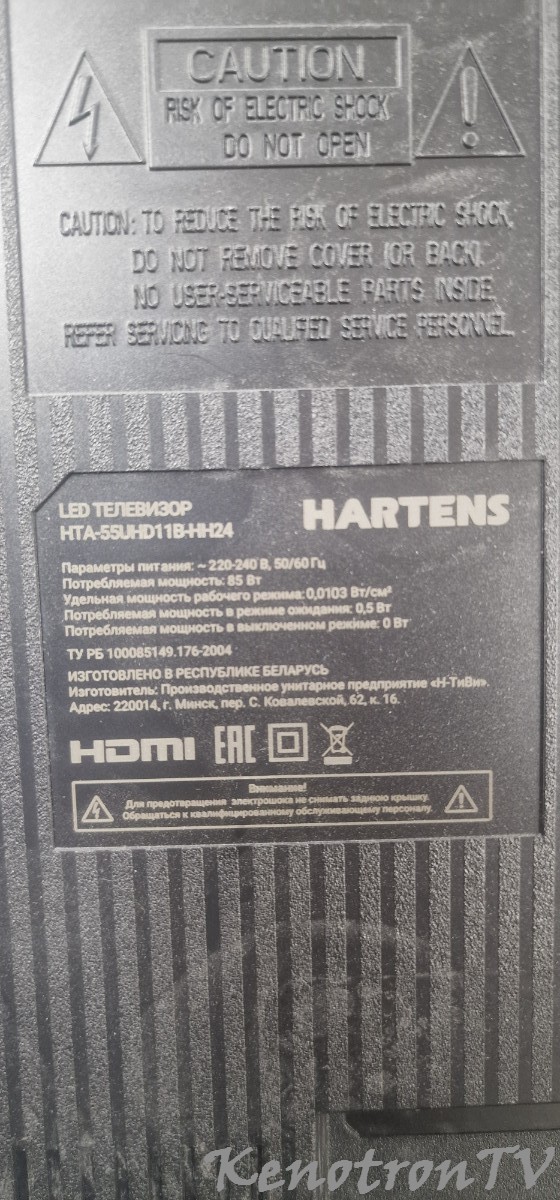 CAUTION
RISK OF ELECTRIC SHOCK
DO NOT OPEN
CAUTION: TO REDUCE THE RISK OF ELECTRIC SHOCK,
DO NOT REMOVE COVER (OR BACK).
NO USER-SERVICEABLE PARTS INSIDE.
REFER SERVICING TO QUALIFIED SERVICE PERSONNEL.
LED ТЕЛЕВИЗОР
HTA-55UHD11B-HH24
HARTENS
Параметры питания: ~ 220-240 В, 50/60 Гц
Потребляемая мощность: 85 Вт
Удельная мощность рабочего режима: 0,0103 Вт/см²
Потребляемая мощность в режиме ожидания: 0,5 Вт
Потребляемая мощность в выключенном режиме: 0 Вт
ТУ РБ 100085149.176-2004
ИЗГОТОВЛЕНО В РЕСПУБЛИКЕ БЕЛАРУСЬ
Изготовитель: Производственное унитарное предприятие «Н-ТиВи».
Адрес: 220014, г. Минск, пер. С. Ковалевской, 62, к. 16.
HDMI EAC
Внимание!
Для предотвращения электрошока не снимать заднюю крышку.
Обращаться к квалифицированному обслуживающему персоналу.
KenotronTV